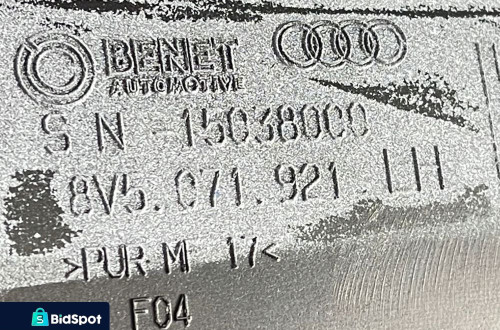 BENET
AUTOMOTIVE
S N -15038000
8V5.071.921.LH
>PUR M 17<
F04
BidSpot